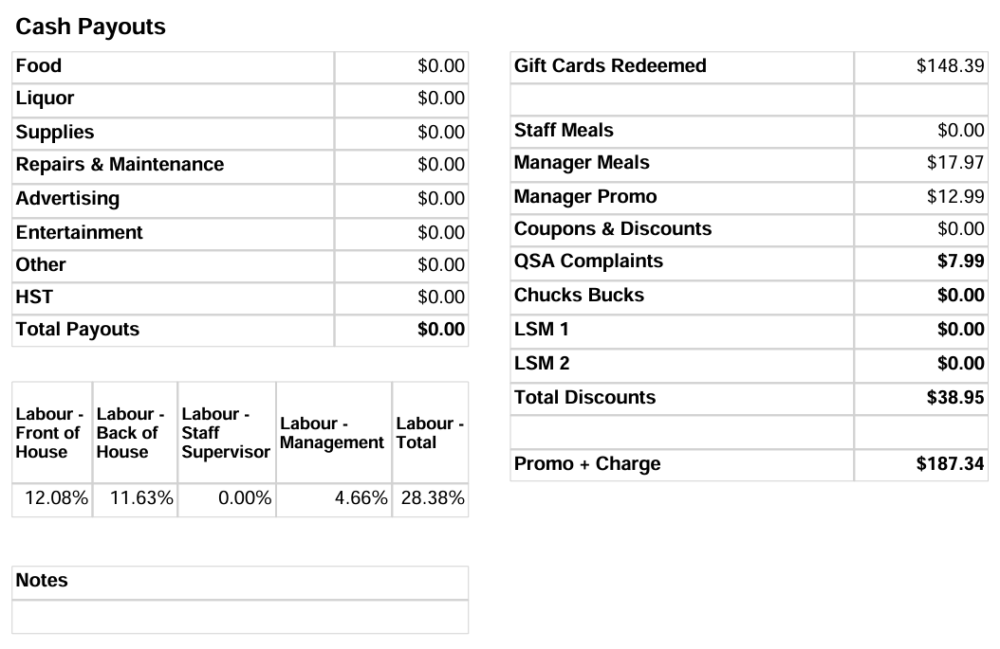 Cash Payouts
Food $0.00
Liquor $0.00
Supplies $0.00
Repairs & Maintenance $0.00
Advertising $0.00
Entertainment $0.00
Other $0.00
HST $0.00
Total Payouts $0.00
Gift Cards Redeemed $148.39
Staff Meals $0.00
Manager Meals $17.97
Manager Promo $12.99
Coupons & Discounts $0.00
QSA Complaints $7.99
Chucks Bucks $0.00
LSM 1 $0.00
LSM 2 $0.00
Total Discounts $38.95
Promo + Charge $187.34
Labour -
Front of
House
Labour -
Back of
House
Labour -
Staff
Supervisor
Labour -
Management
Labour -
Total
12.08% 11.63% 0.00% 4.66% 28.38%
Notes